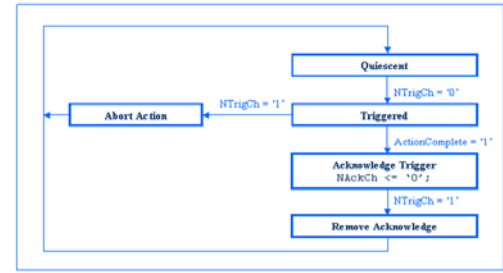 Quiescent
NTrigCh = '0'
NTrigCh = '1'
Abort Action
Triggered
ActionComplete = '1'
Acknowledge Trigger
NAckCh <= '0';
NTrigCh = '1'
Remove Acknowledge